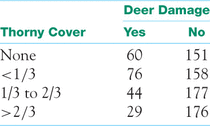 Deer Damage
Thorny Cover Yes No
None 60 151
<1/3 76 158
1/3 to 2/3 44 177
>2/3 29 176